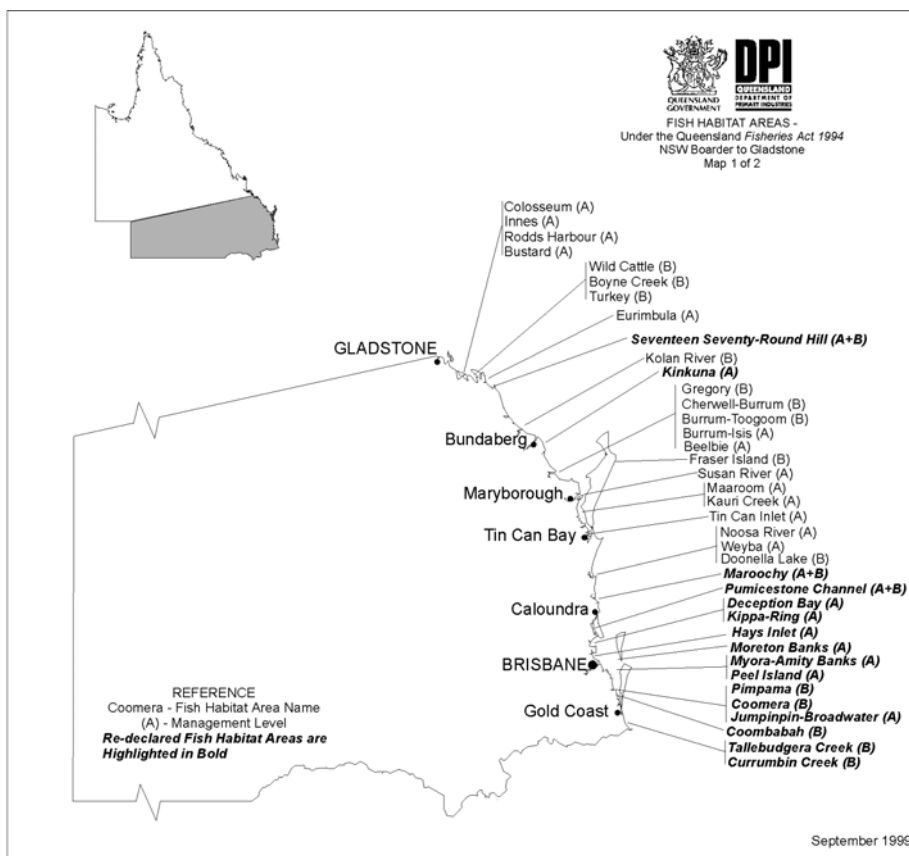 QUEENSLAND
GOVERNMENT
DPI
QUEENSLAND
DEPARTMENT OF
PRIMARY INDUSTRIES
FISH HABITAT AREAS -
Under the Queensland Fisheries Act 1994
NSW Boarder to Gladstone
Map 1 of 2
Colosseum (A)
Innes (A)
Rodds Harbour (A)
Bustard (A)
Wild Cattle (B)
Boyne Creek (B)
Turkey (B)
Eurimbula (A)
Seventeen Seventy-Round Hill (A+B)
GLADSTONE
Kolan River (B)
Kinkuna (A)
Gregory (B)
Cherwell-Burrum (B)
Burrum-Toogoom (B)
Burrum-Isis (A)
Beelbie (A)
Bundaberg
Fraser Island (B)
Susan River (A)
Maaroom (A)
Kauri Creek (A)
Maryborough
Tin Can Inlet (A)
Tin Can Bay
Noosa River (A)
Weyba (A)
Doonella Lake (B)
Maroochy (A+B)
Pumicestone Channel (A+B)
Deception Bay (A)
Kippa-Ring (A)
Caloundra
Hays Inlet (A)
Moreton Banks (A)
Myora-Amity Banks (A)
Peel Island (A)
BRISBANE
Pimpama (B)
Coomera (B)
Jumpinpin-Broadwater (A)
Gold Coast
Coombabah (B)
Tallebudgera Creek (B)
Currumbin Creek (B)
REFERENCE
Coomera - Fish Habitat Area Name
(A) - Management Level
Re-declared Fish Habitat Areas are
Highlighted in Bold
September 1999